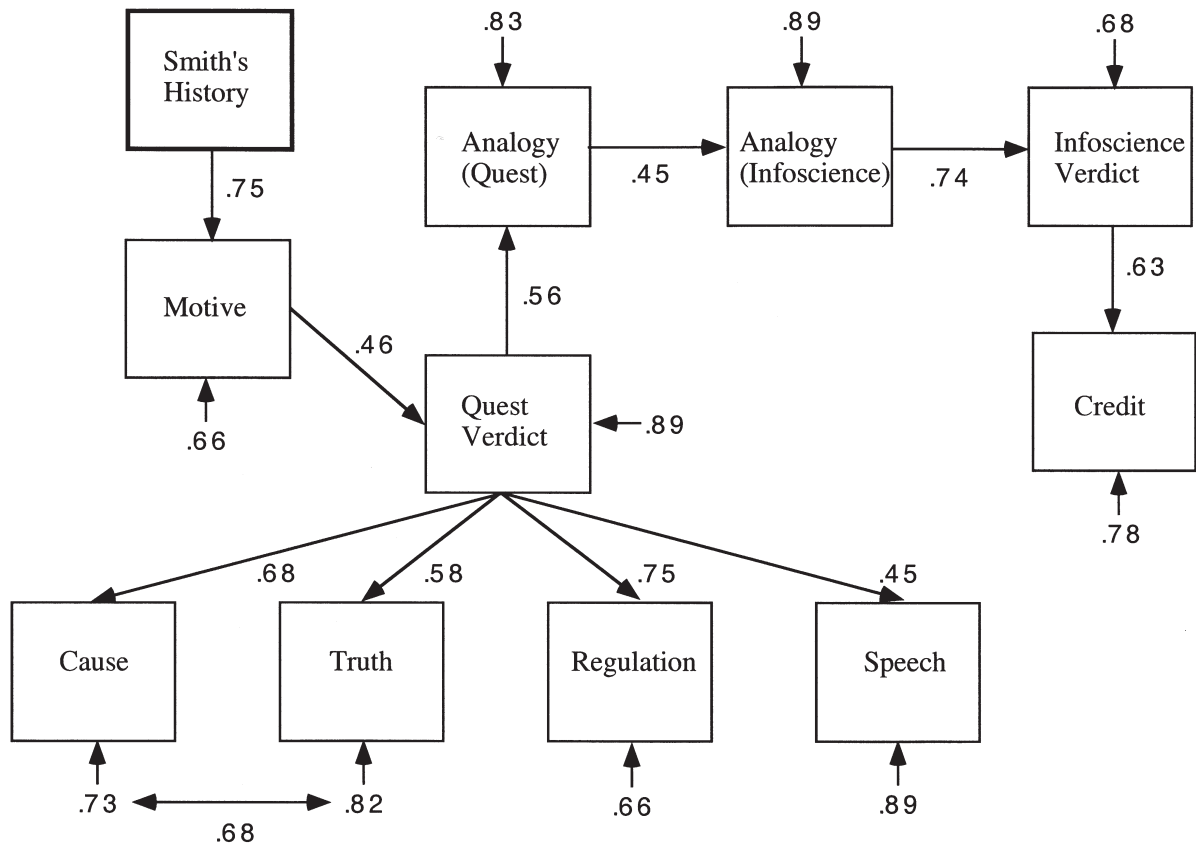 .83
.89
.68
Smith's
History
Analogy
(Quest)
Analogy
(Infoscience)
Infoscience
Verdict
.45
.74
.75
.63
.56
Motive
.46
Quest
Verdict
.89
Credit
.66
.78
.68
.58
.75
.45
Cause
Truth
Regulation
Speech
.73
.82
.66
.89
.68